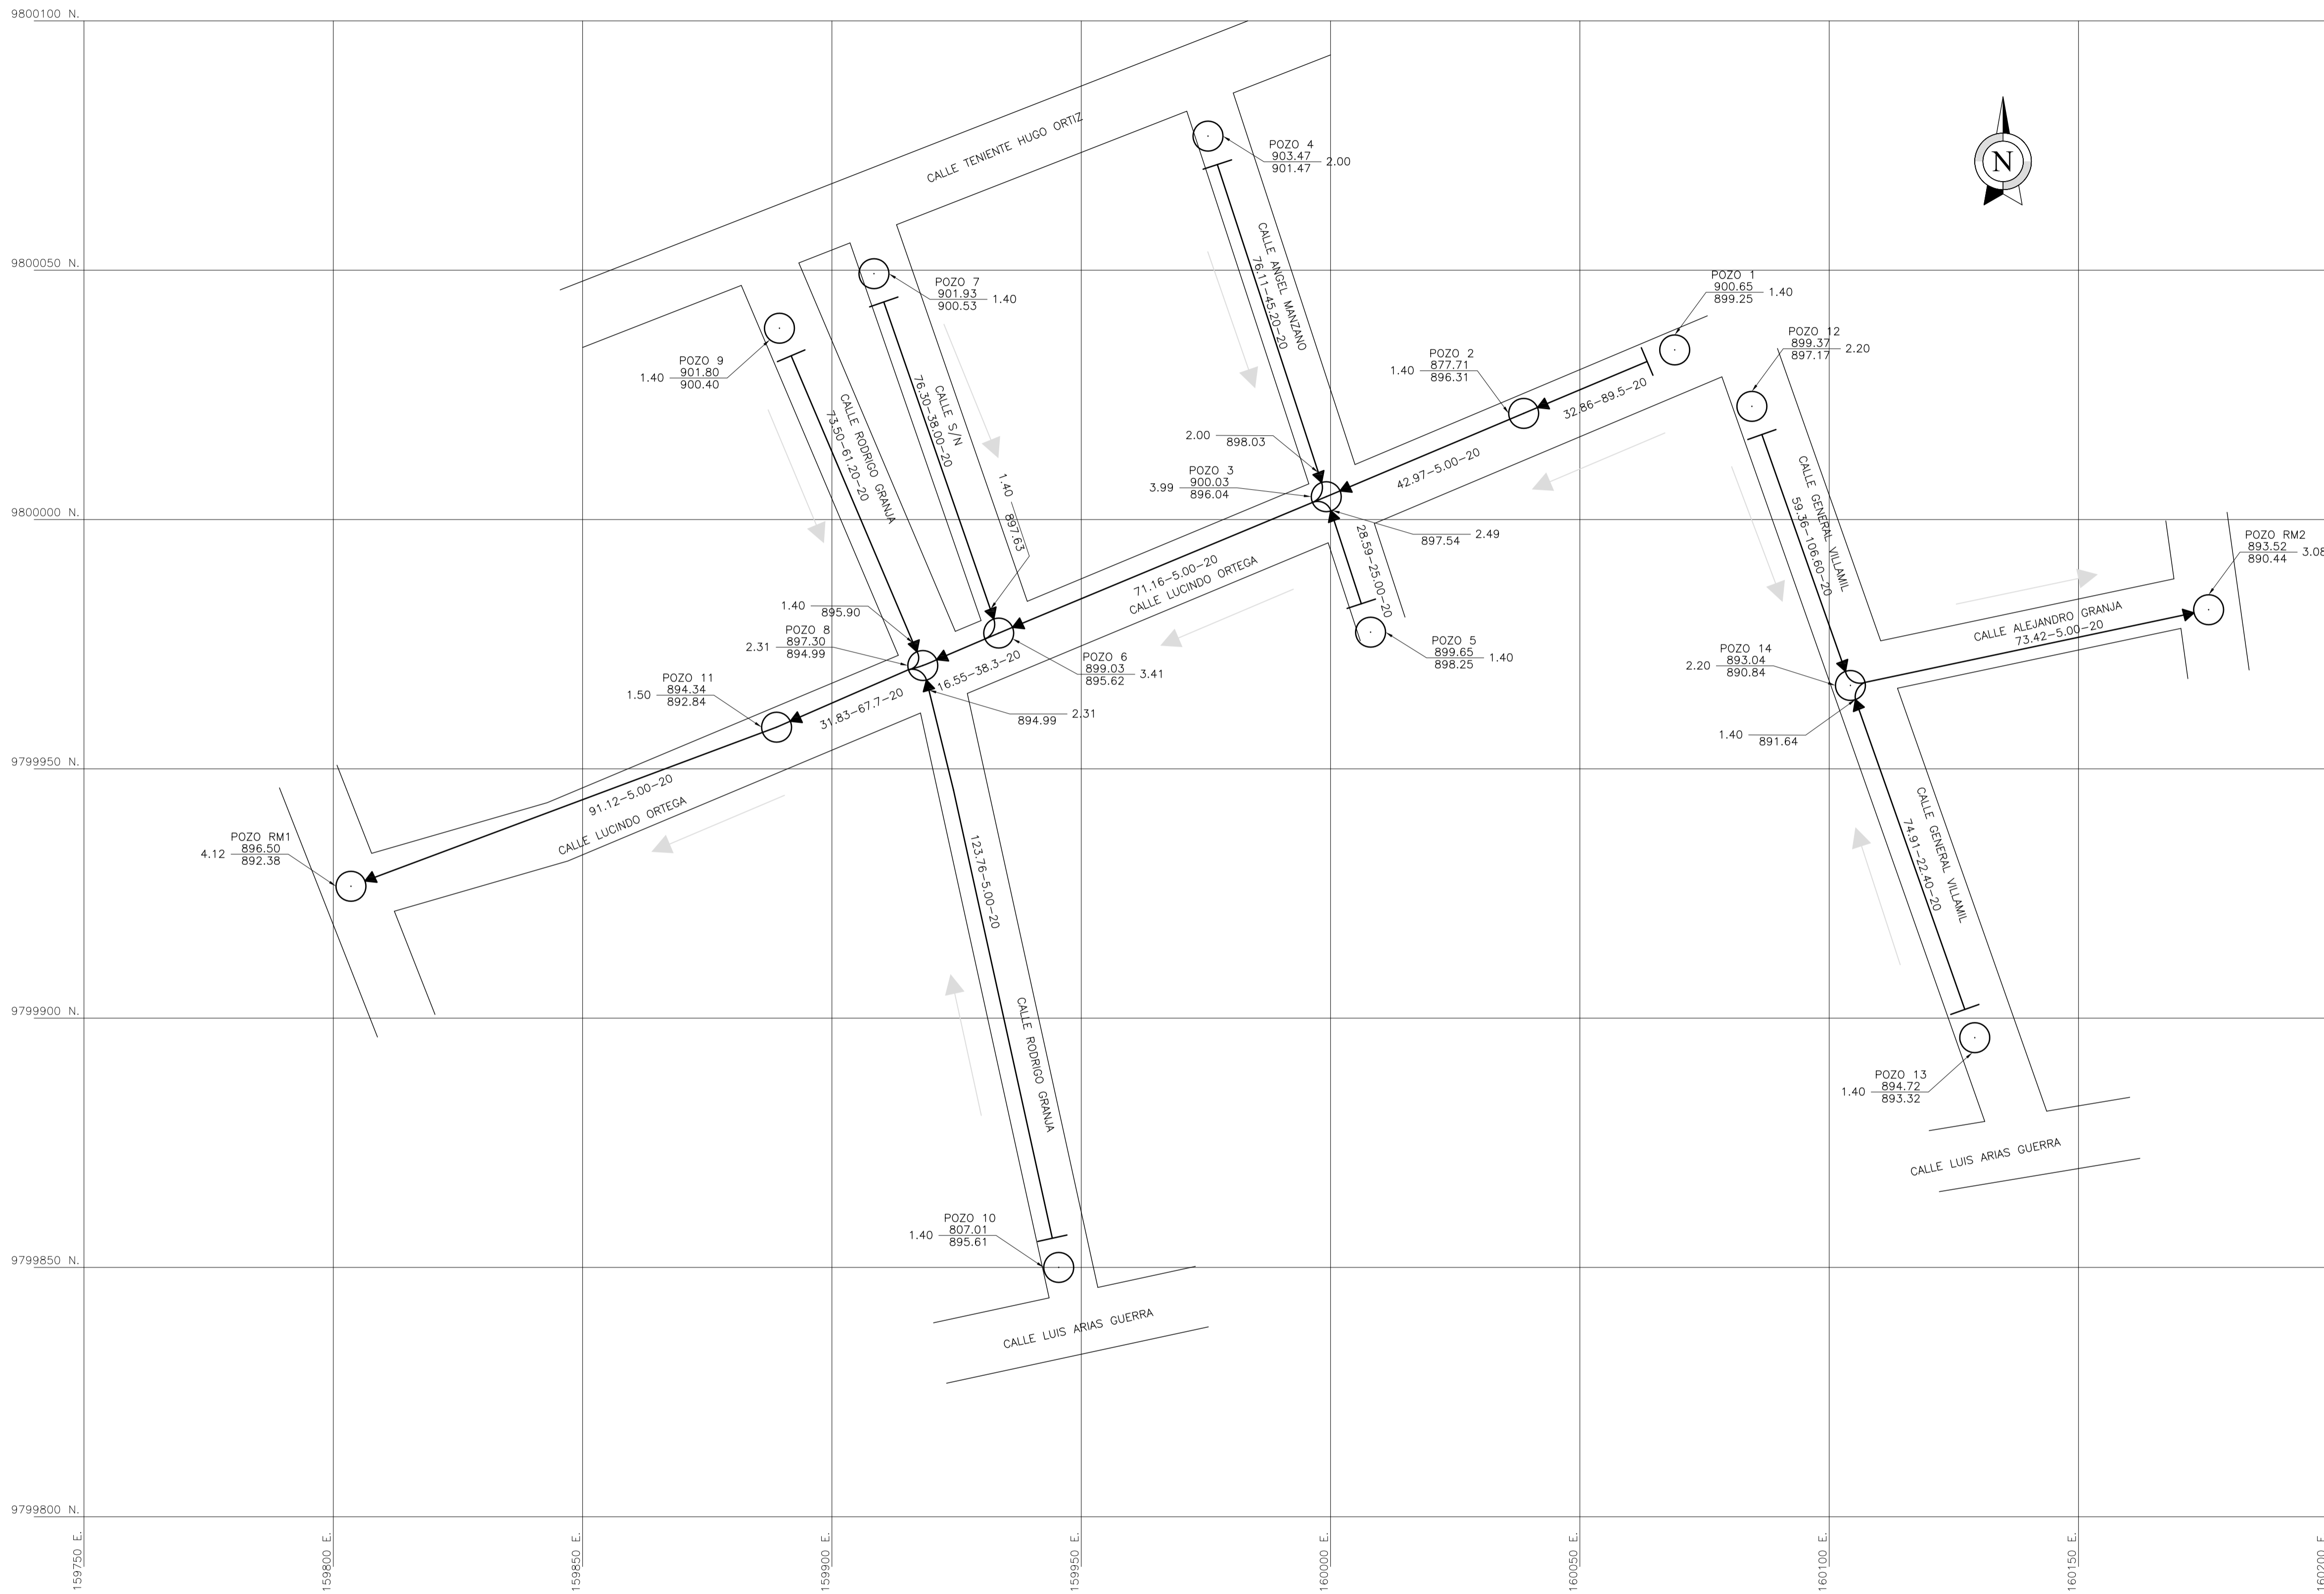 9800100 N.
9800050 N.
9800000 N.
9799950 N.
9799900 N.
9799850 N.
9799800 N.
159750 E.
159800 E.
159850 E.
159900 E.
159950 E.
160000 E.
160050 E.
160100 E.
160150 E.
160200 E.
N
CALLE TENIENTE HUGO ORTIZ
POZO 4
903.47
901.47
2.00
CALLE ANGEL MANZANO
76.11-45.20-20
POZO 7
901.93
900.53
1.40
CALLE S/N
76.30-38.00-20
1.40
897.63
POZO 9
901.80
900.40
1.40
CALLE RODRIGO GRANJA
73.50-61.20-20
POZO 1
900.65
899.25
1.40
32.86-89.5-20
POZO 2
877.71
896.31
1.40
42.97-5.00-20
2.00
898.03
POZO 3
900.03
896.04
3.99
897.54
2.49
28.59-25.00-20
POZO 5
899.65
898.25
1.40
71.16-5.00-20
CALLE LUCINDO ORTEGA
POZO 12
899.37
897.17
2.20
CALLE GENERAL VILLAMIL
59.36-106.60-20
POZO RM2
893.52
890.44
3.08
CALLE ALEJANDRO GRANJA
73.42-5.00-20
POZO 14
893.04
890.84
2.20
1.40
891.64
1.40
895.90
POZO 8
897.30
894.99
2.31
POZO 6
899.03
895.62
3.41
16.55-38.3-20
894.99
2.31
POZO 11
894.34
892.84
1.50
31.83-67.7-20
91.12-5.00-20
CALLE LUCINDO ORTEGA
POZO RM1
896.50
892.38
4.12
123.76-5.00-20
CALLE RODRIGO GRANJA
POZO 10
807.01
895.61
1.40
CALLE LUIS ARIAS GUERRA
CALLE GENERAL VILLAMIL
74.91-22.40-20
POZO 13
894.72
893.32
1.40
CALLE LUIS ARIAS GUERRA